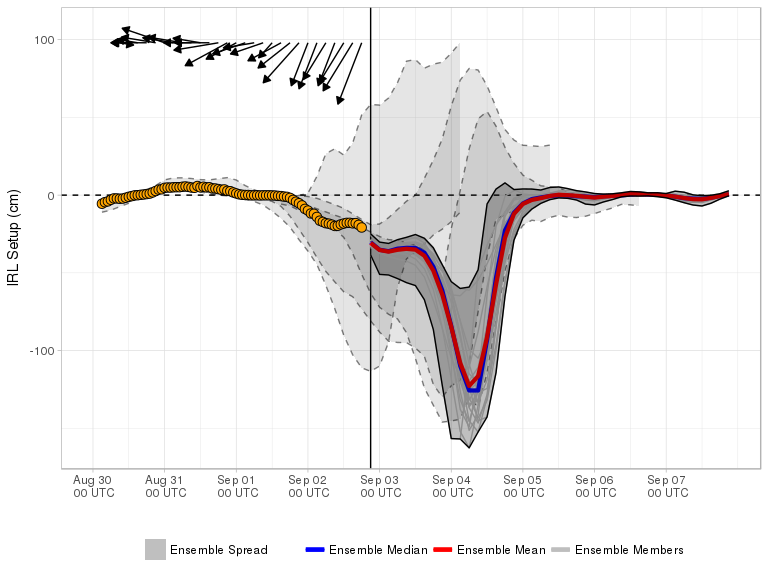 100
0
-100
IRL Setup (cm)
Aug 30 Aug 31 Sep 01 Sep 02 Sep 03 Sep 04 Sep 05 Sep 06 Sep 07
00 UTC 00 UTC 00 UTC 00 UTC 00 UTC 00 UTC 00 UTC 00 UTC 00 UTC
Ensemble Spread Ensemble Median Ensemble Mean Ensemble Members